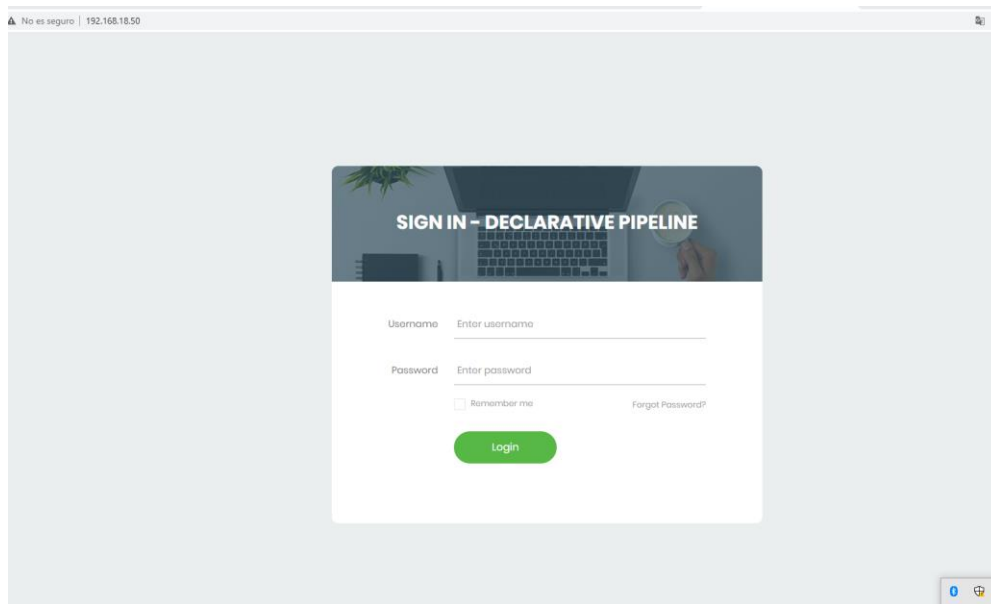 No es seguro | 192.168.18.50
SIGN IN - DECLARATIVE PIPELINE
Username Enter username
Password Enter password
Remember me Forgot Password?
Login